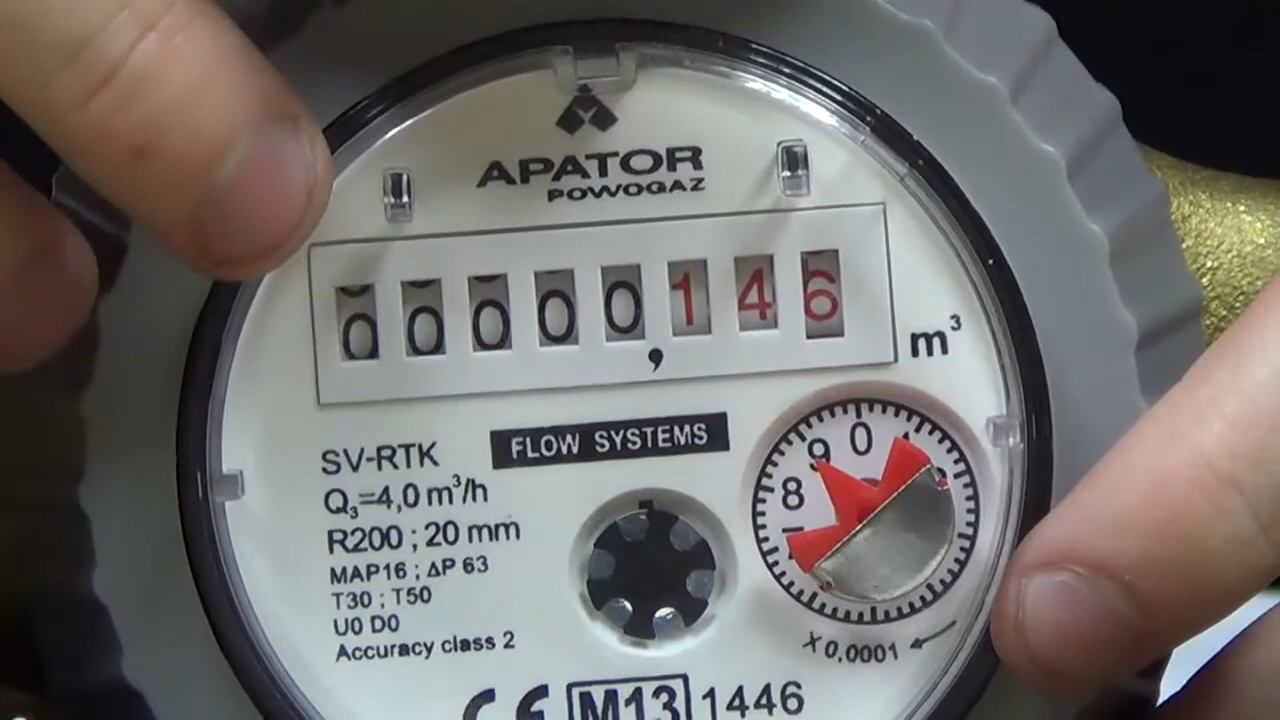 APATOR
POWOGAZ
00000,146
m³
FLOW SYSTEMS
SV-RTK
Q₃=4,0 m³/h
R200 ; 20 mm
MAP16 ; ΔP 63
T30 ; T50
U0 D0
Accuracy class 2
9 0
8
X 0,0001
CE M13 1446